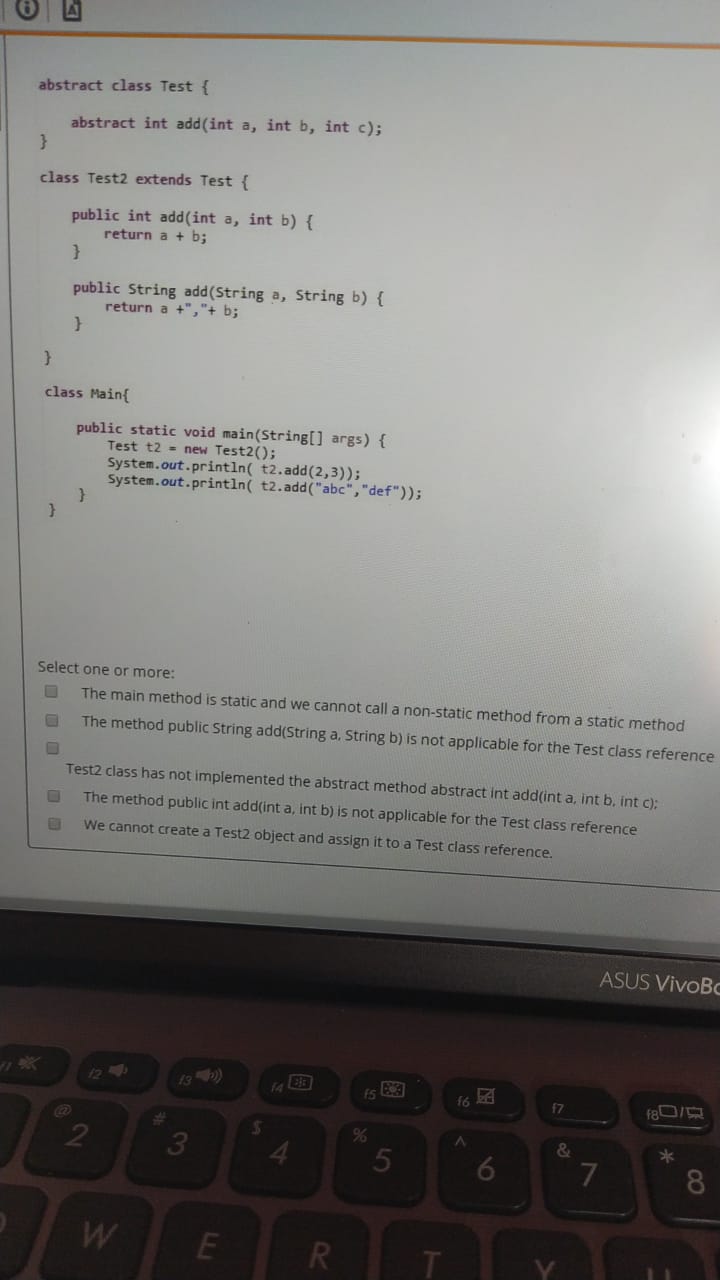 abstract class Test {
abstract int add(int a, int b, int c);
}
class Test2 extends Test {
public int add(int a, int b) {
return a + b;
}
public String add(String a, String b) {
return a +","+ b;
}
}
class Main{
public static void main(String[] args) {
Test t2 = new Test2();
System.out.println( t2.add(2,3));
System.out.println( t2.add("abc","def"));
}
}
Select one or more:
The main method is static and we cannot call a non-static method from a static method
The method public String add(String a, String b) is not applicable for the Test class reference
Test2 class has not implemented the abstract method abstract int add(int a, int b, int c);
The method public int add(int a, int b) is not applicable for the Test class reference
We cannot create a Test2 object and assign it to a Test class reference.
ASUS VivoBo
f1 f2 f3 f4 f5 f6 f7 f8
@ # $ % ^ & *
2 3 4 5 6 7 8
W E R T